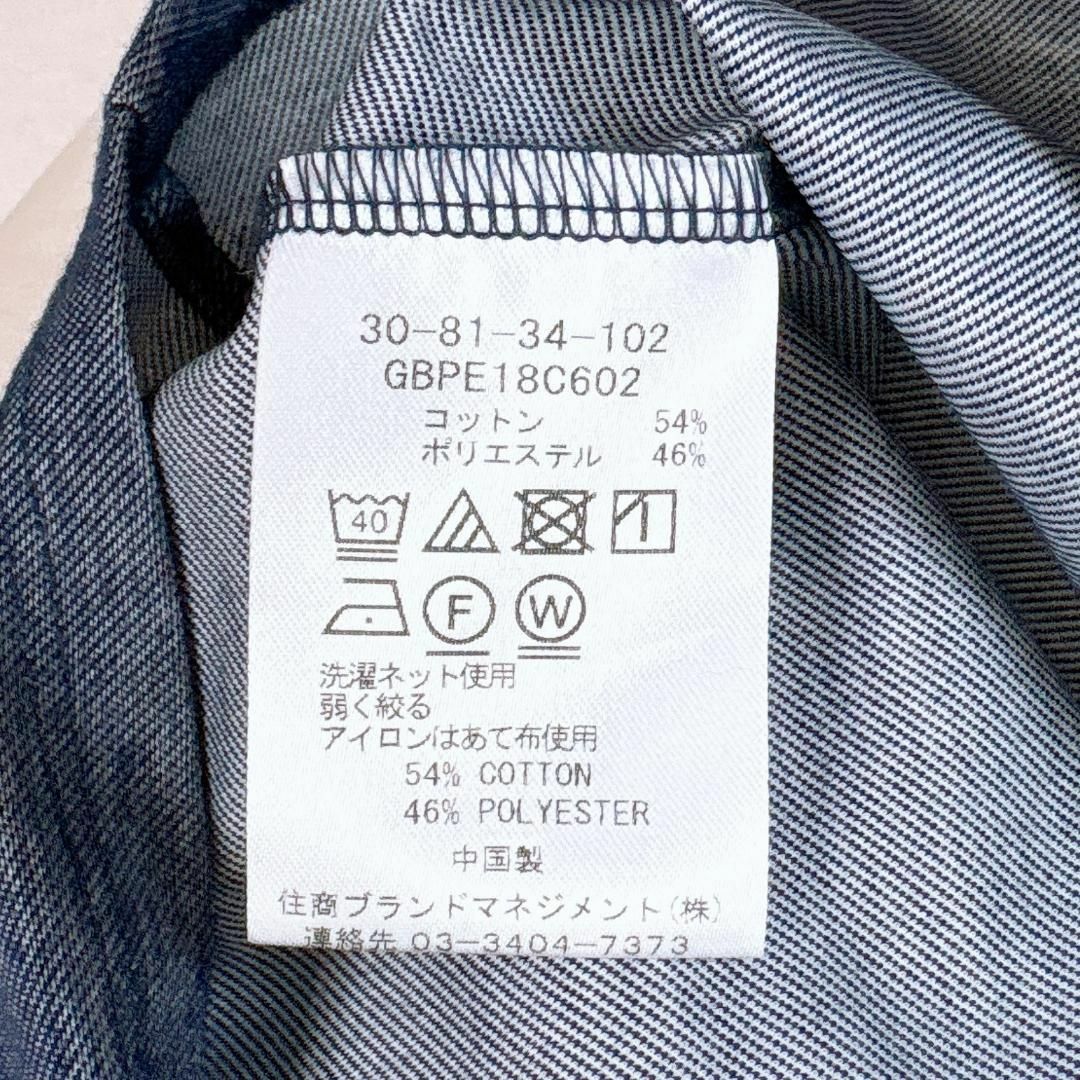 30-81-34-102
GBPE18C602
コットン 54%
ポリエステル 46%
40
F W
洗濯ネット使用
弱く絞る
アイロンはあて布使用
54% COTTON
46% POLYESTER
中国製
住商ブランドマネジメント(株)
連絡先 03-3404-7373